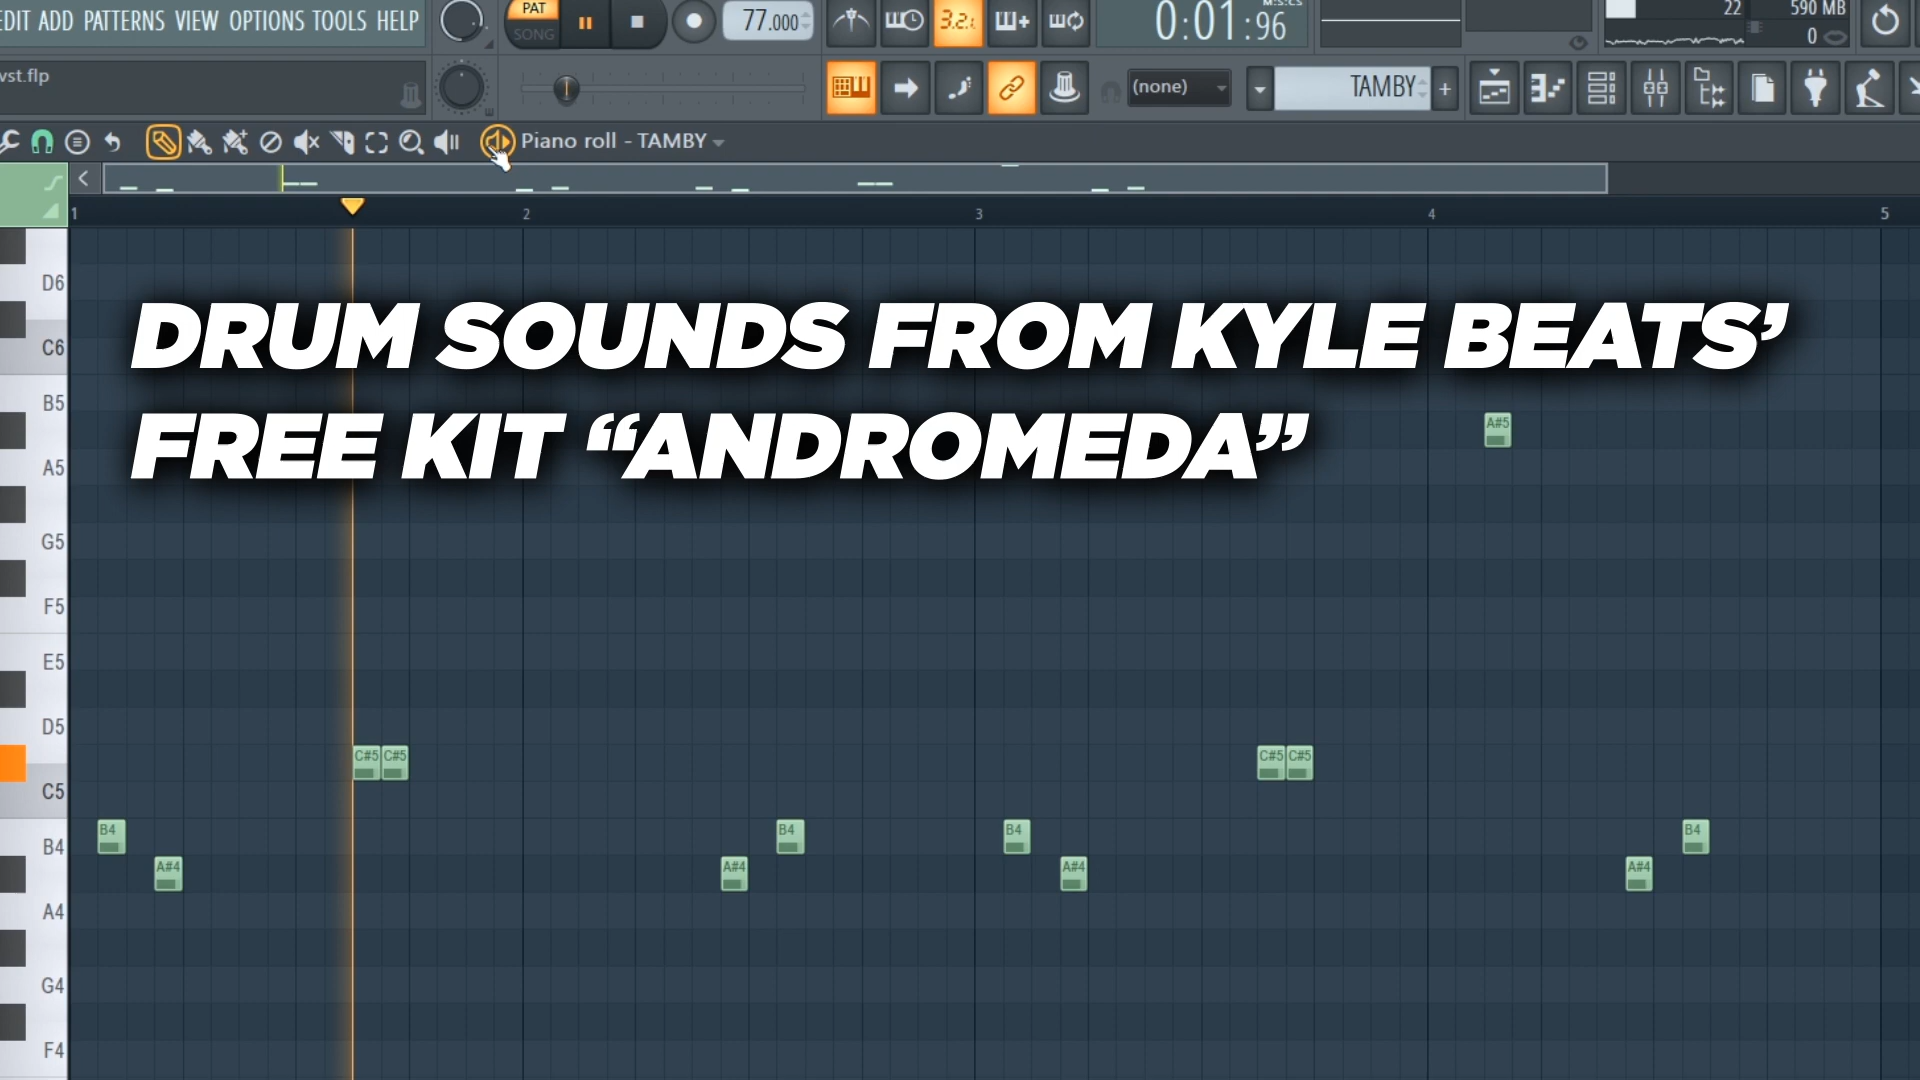 EDIT ADD PATTERNS VIEW OPTIONS TOOLS HELP
PAT
SONG
77.000
3.2.
0:01:96
M:S:CS
22
590 MB
0
vst.flp
(none)
TAMBY
+
Piano roll - TAMBY
1 2 3 4 5
D6
DRUM SOUNDS FROM KYLE BEATS’
C6
B5
A#5
FREE KIT “ANDROMEDA”
A5
G5
F5
E5
D5
C#5 C#5 C#5 C#5
C5
B4 B4 B4 B4
B4
A#4 A#4 A#4 A#4
A4
G4
F4